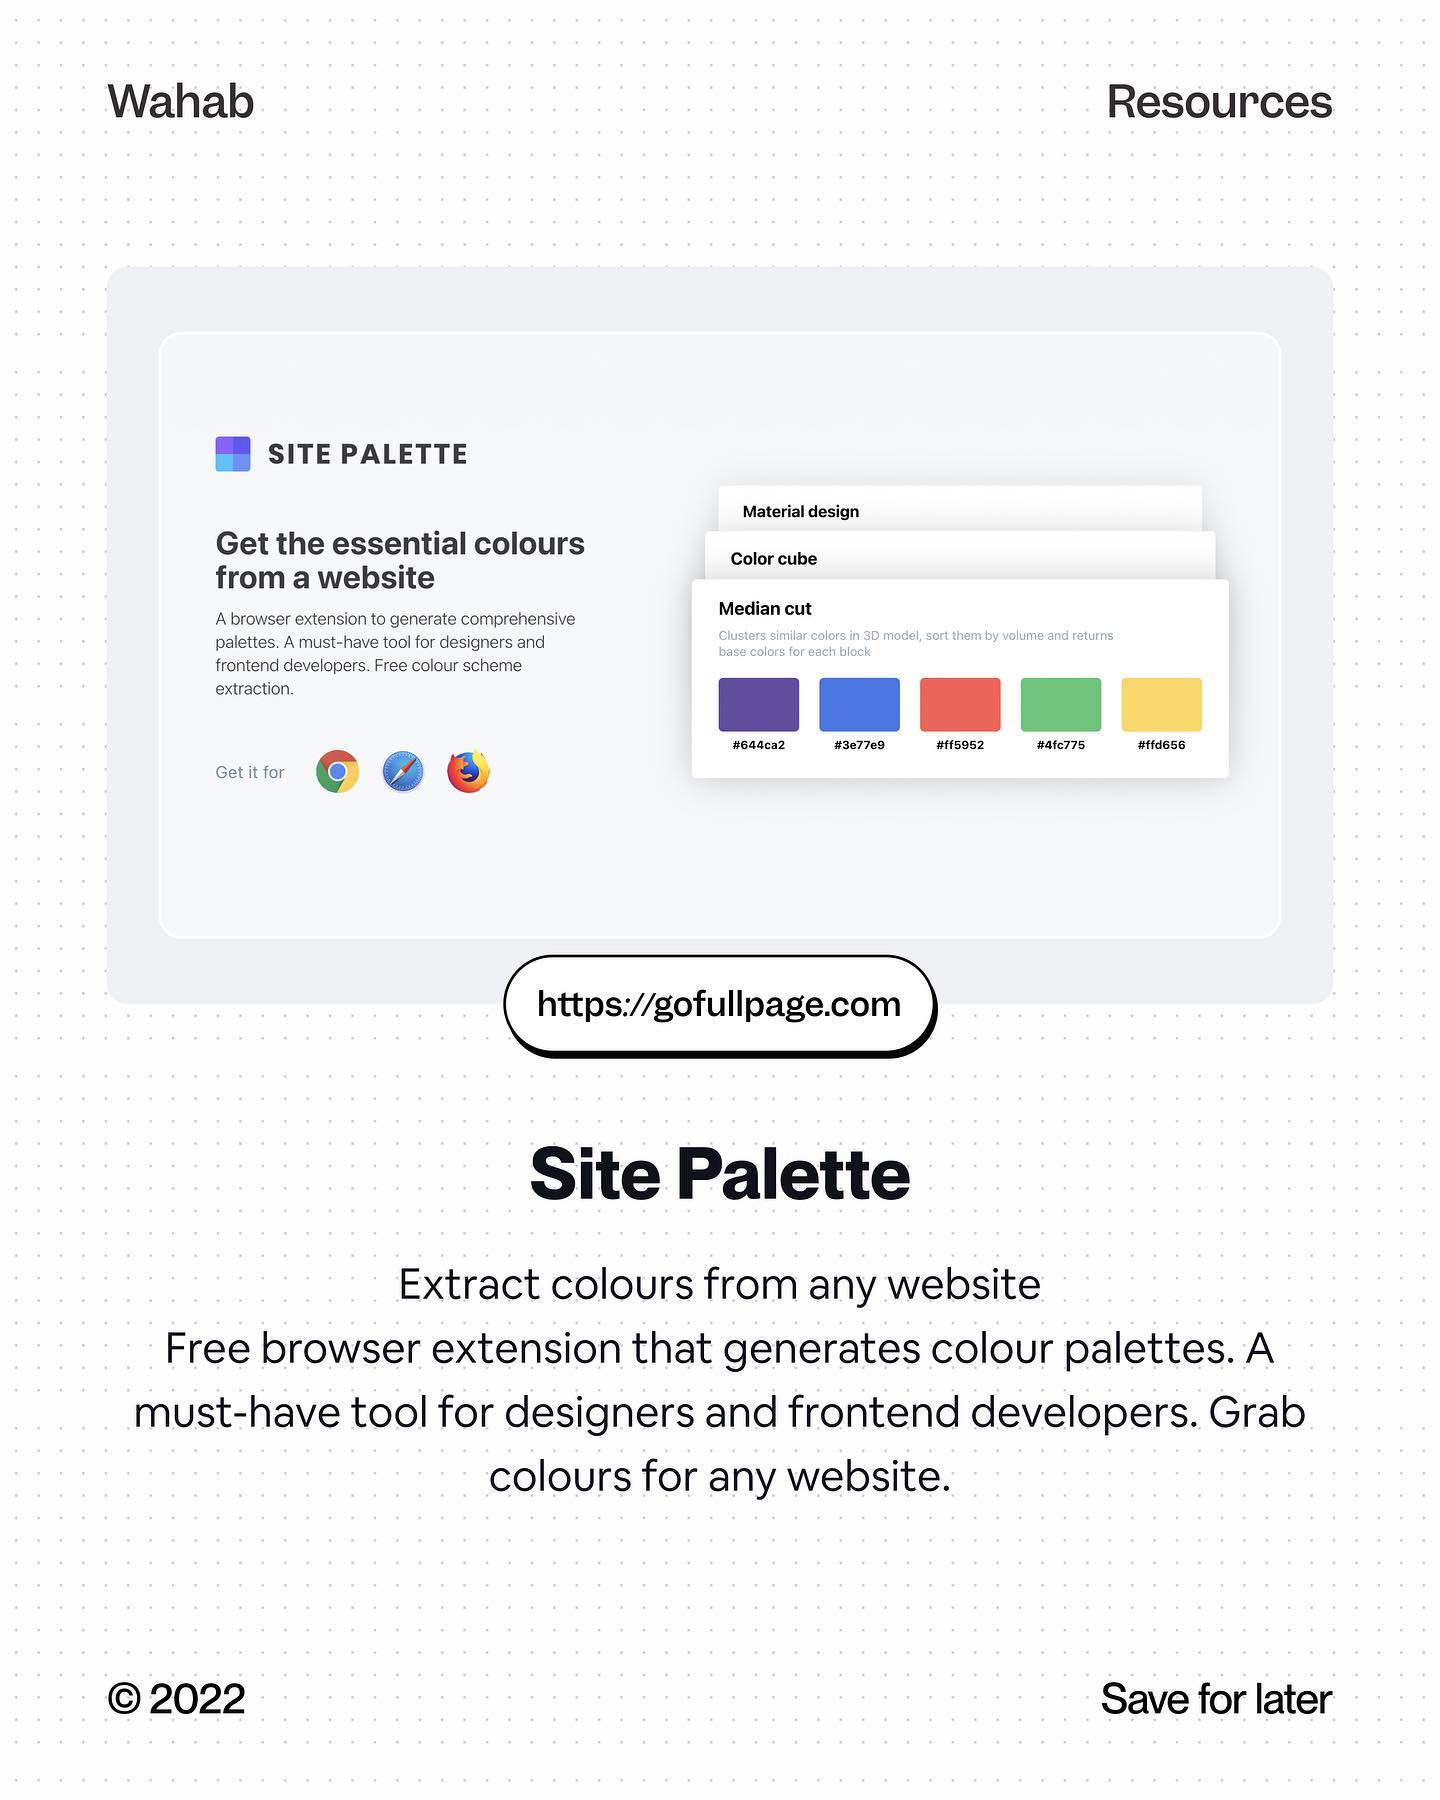 Wahab
Resources
SITE PALETTE
Get the essential colours
from a website
A browser extension to generate comprehensive
palettes. A must-have tool for designers and
frontend developers. Free colour scheme
extraction.
Get it for
Material design
Color cube
Median cut
Clusters similar colors in 3D model, sort them by volume and returns
base colors for each block
#644ca2 #3e77e9 #ff5952 #4fc775 #ffd656
https://gofullpage.com
Site Palette
Extract colours from any website
Free browser extension that generates colour palettes. A
must-have tool for designers and frontend developers. Grab
colours for any website.
© 2022
Save for later